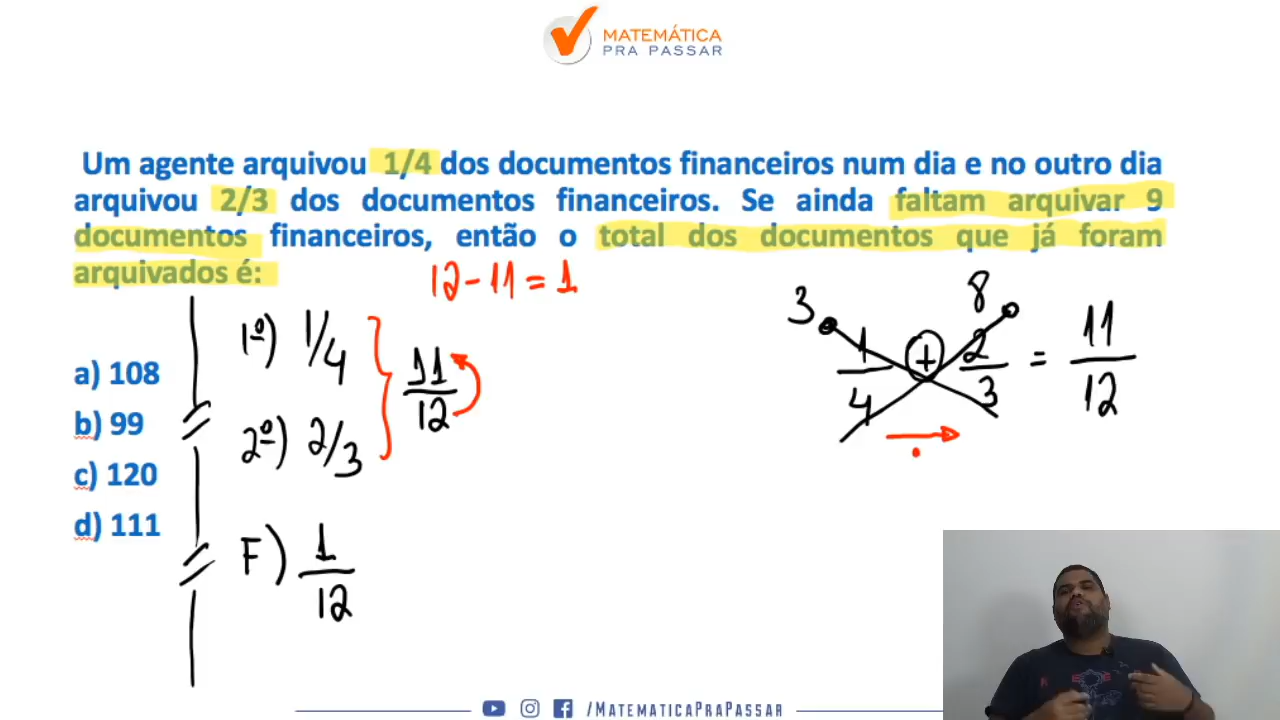 MATEMÁTICA
PRA PASSAR
Um agente arquivou 1/4 dos documentos financeiros num dia e no outro dia
arquivou 2/3 dos documentos financeiros. Se ainda faltam arquivar 9
documentos financeiros, então o total dos documentos que já foram
arquivados é:
12 - 11 = 1
a) 108
b) 99
c) 120
d) 111
1º) 1/4
2º) 2/3
11/12
F) 1/12
3 8
1/4 + 2/3 = 11/12
/MATEMATICAPRAPASSAR